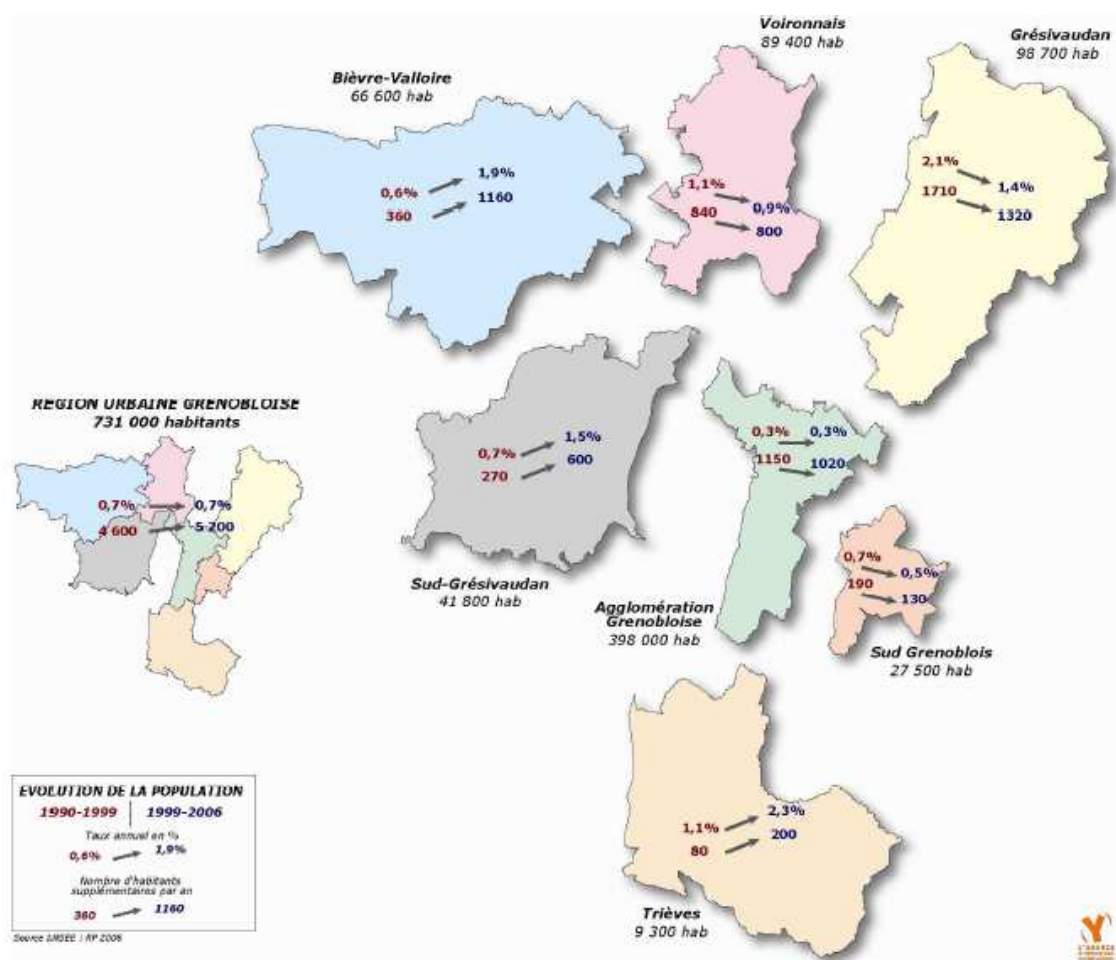 Voironnais
89 400 hab
Grésivaudan
98 700 hab
Bièvre-Valloire
66 600 hab
0,6%
1,9%
360
1160
1,1%
0,9%
840
800
2,1%
1,4%
1710
1320
REGION URBAINE GRENOBLOISE
731 000 habitants
0,7%
0,7%
4 600
5 200
0,7%
1,5%
270
600
Sud-Grésivaudan
41 800 hab
0,3%
0,3%
1150
1020
Agglomération
Grenobloise
398 000 hab
0,7%
0,5%
190
130
Sud Grenoblois
27 500 hab
1,1%
2,3%
80
200
Trièves
9 300 hab
EVOLUTION DE LA POPULATION
1990-1999
1999-2006
Taux annuel en %
0,6%
1,9%
Nombre d'habitants
supplémentaires par an
360
1160
Source INSEE : RP 2006